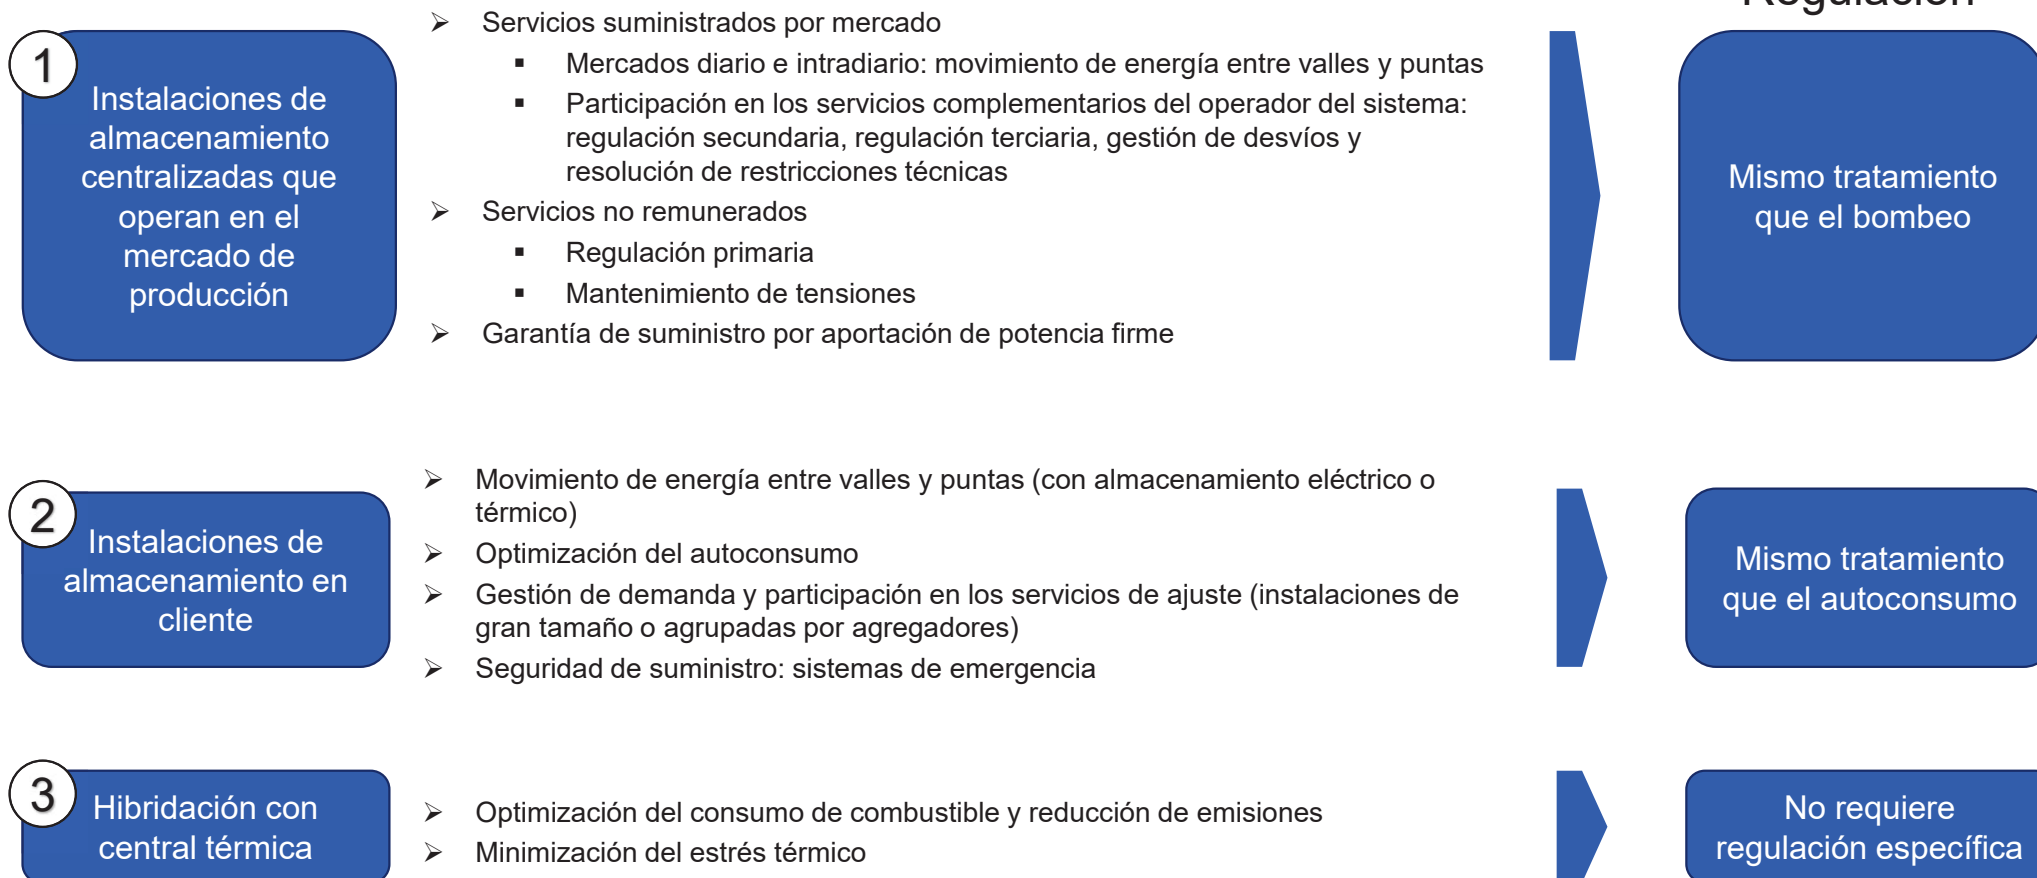 Regulación
1
Instalaciones de
almacenamiento
centralizadas que
operan en el
mercado de
producción
➢ Servicios suministrados por mercado
▪ Mercados diario e intradiario: movimiento de energía entre valles y puntas
▪ Participación en los servicios complementarios del operador del sistema:
regulación secundaria, regulación terciaria, gestión de desvíos y
resolución de restricciones técnicas
➢ Servicios no remunerados
▪ Regulación primaria
▪ Mantenimiento de tensiones
➢ Garantía de suministro por aportación de potencia firme
Mismo tratamiento
que el bombeo
2
Instalaciones de
almacenamiento en
cliente
➢ Movimiento de energía entre valles y puntas (con almacenamiento eléctrico o
térmico)
➢ Optimización del autoconsumo
➢ Gestión de demanda y participación en los servicios de ajuste (instalaciones de
gran tamaño o agrupadas por agregadores)
➢ Seguridad de suministro: sistemas de emergencia
Mismo tratamiento
que el autoconsumo
3
Hibridación con
central térmica
➢ Optimización del consumo de combustible y reducción de emisiones
➢ Minimización del estrés térmico
No requiere
regulación específica